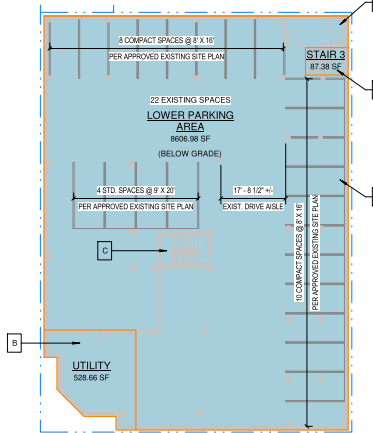 8 COMPACT SPACES @ 8' X 16'
PER APPROVED EXISTING SITE PLAN
STAIR 3
87.38 SF
22 EXISTING SPACES
LOWER PARKING
AREA
8606.98 SF
(BELOW GRADE)
4 STD. SPACES @ 9' X 20'
PER APPROVED EXISTING SITE PLAN
17' - 8 1/2" +/-
EXIST. DRIVE AISLE
10 COMPACT SPACES @ 8' X 16'
PER APPROVED EXISTING SITE PLAN
C
B
UTILITY
528.66 SF